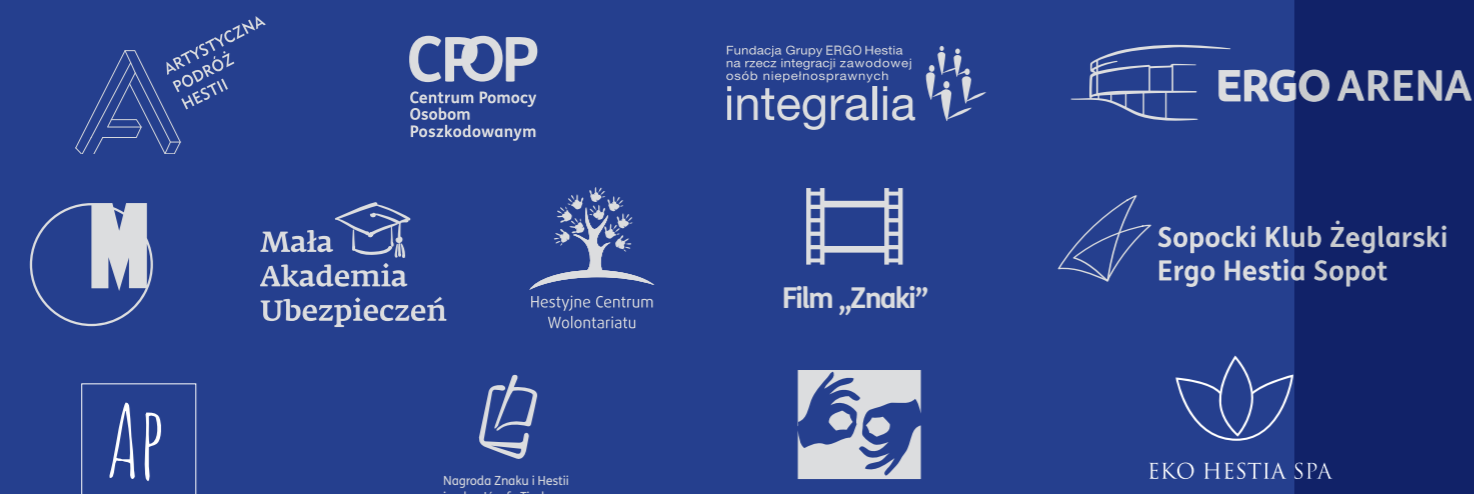 ARTYSTYCZNA
PODRÓŻ
HESTII
CPOP
Centrum Pomocy
Osobom
Poszkodowanym
Fundacja Grupy ERGO Hestia
na rzecz integracji zawodowej
osób niepełnosprawnych
integralia
ERGO ARENA
M
Mała
Akademia
Ubezpieczeń
Hestyjne Centrum
Wolontariatu
Film „Znaki”
Sopocki Klub Żeglarski
Ergo Hestia Sopot
AP
Nagroda Znaku i Hestii
EKO HESTIA SPA